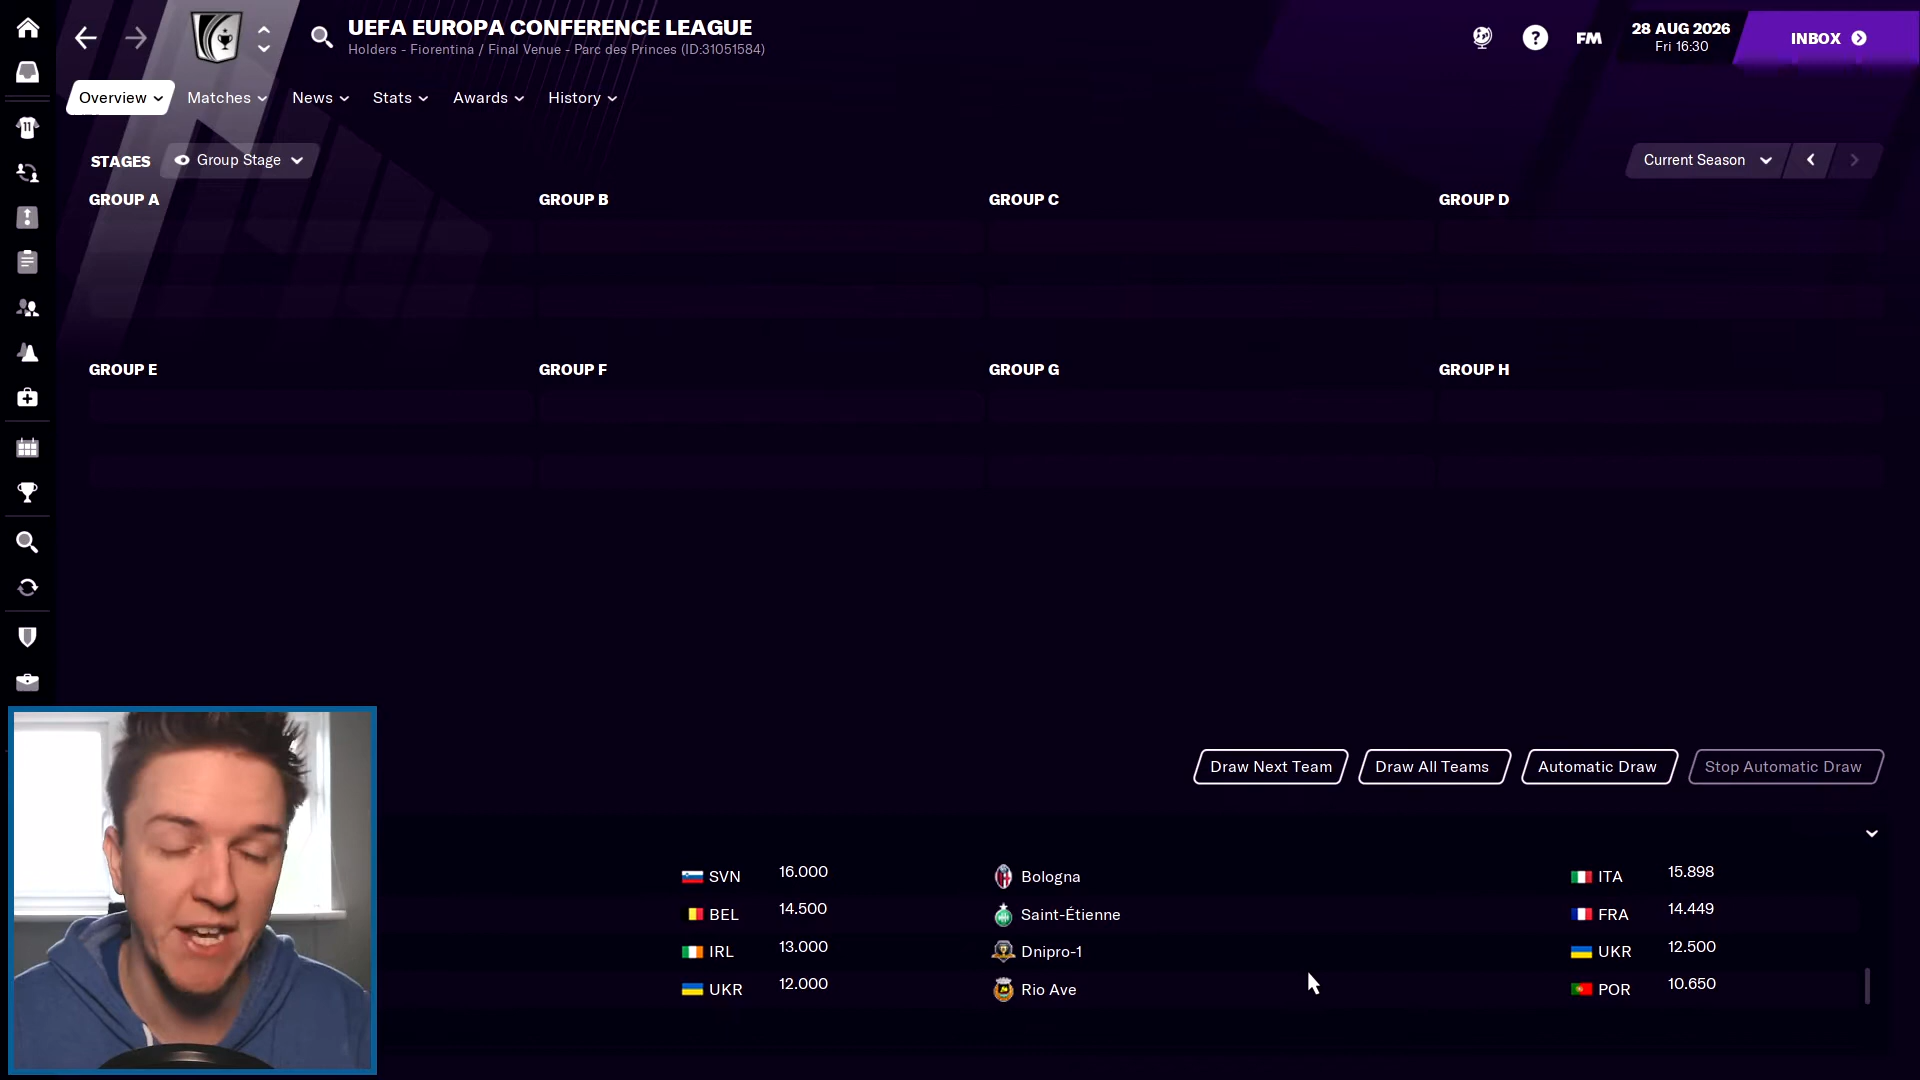 UEFA EUROPA CONFERENCE LEAGUE
Holders - Fiorentina / Final Venue - Parc des Princes (ID:31051584)
FM
28 AUG 2026
Fri 16:30
INBOX
Overview
Matches
News
Stats
Awards
History
STAGES
Group Stage
Current Season
GROUP A
GROUP B
GROUP C
GROUP D
GROUP E
GROUP F
GROUP G
GROUP H
Draw Next Team
Draw All Teams
Automatic Draw
Stop Automatic Draw
SVN 16.000 Bologna ITA 15.898
BEL 14.500 Saint-Étienne FRA 14.449
IRL 13.000 Dnipro-1 UKR 12.500
UKR 12.000 Rio Ave POR 10.650